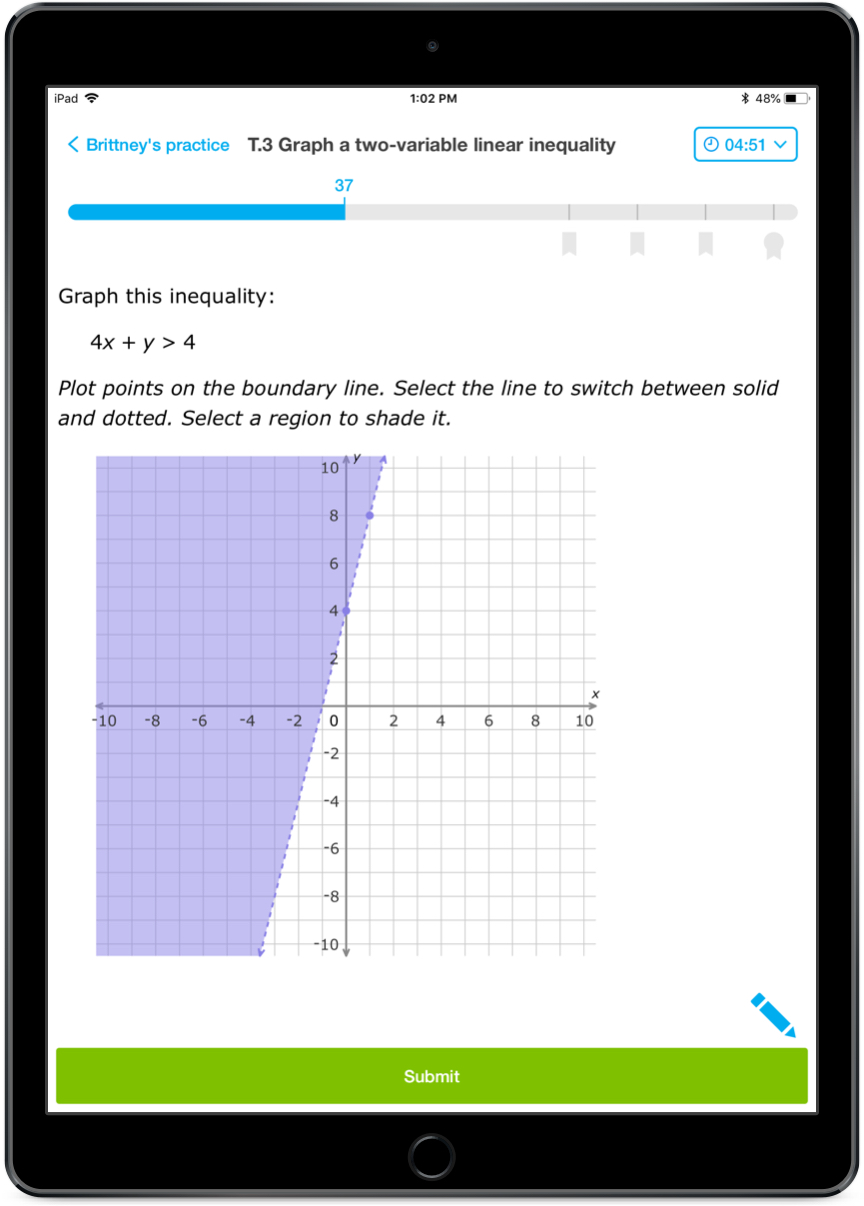 iPad 1:02 PM 48%
Brittney's practice T.3 Graph a two-variable linear inequality 04:51
37
Graph this inequality:
4x + y > 4
Plot points on the boundary line. Select the line to switch between solid
and dotted. Select a region to shade it.
y
10
8
6
4
2
x
-10 -8 -6 -4 -2 0 2 4 6 8 10
-2
-4
-6
-8
-10
Submit